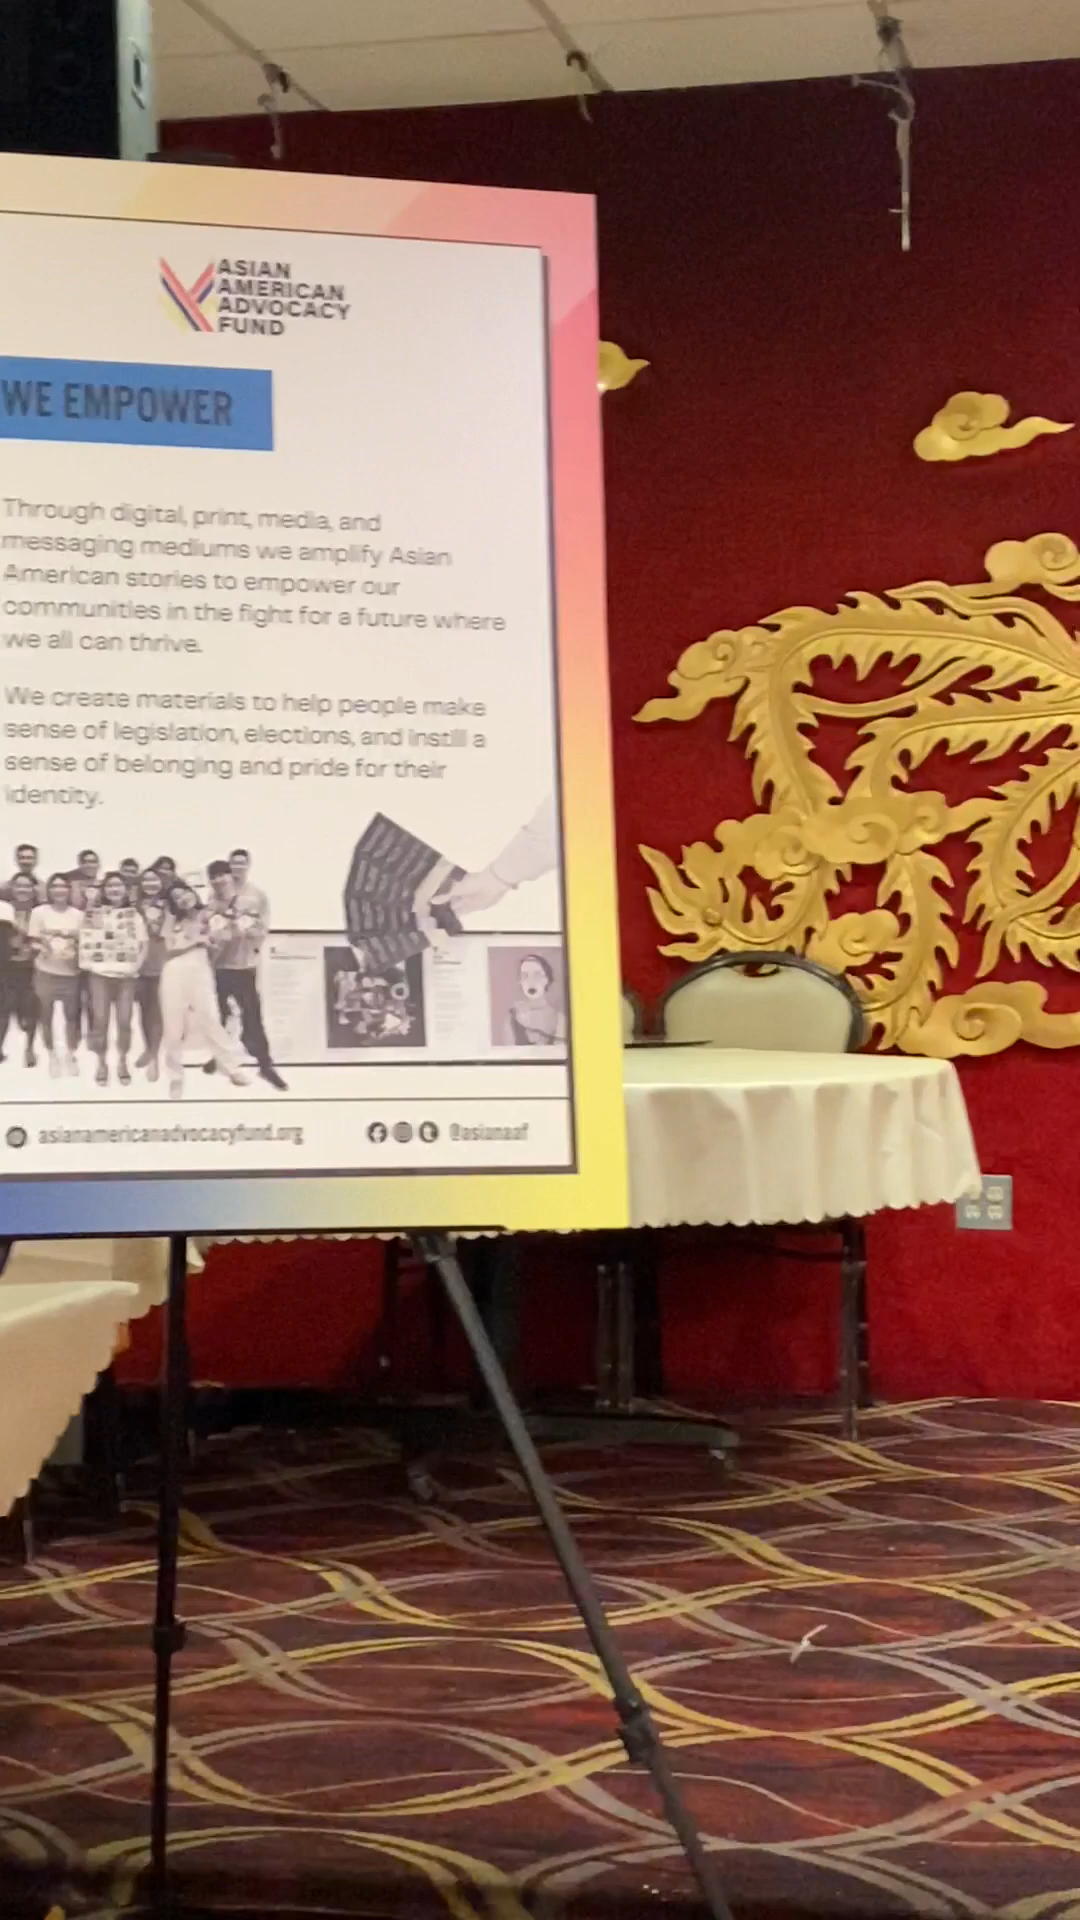 ASIAN
AMERICAN
ADVOCACY
FUND
WE EMPOWER
Through digital, print, media, and
messaging mediums we amplify Asian
American stories to empower our
communities in the fight for a future where
we all can thrive.
We create materials to help people make
sense of legislation, elections, and instill a
sense of belonging and pride for their
identity.
asianamericanadvocacyfund.org
@asianaaf